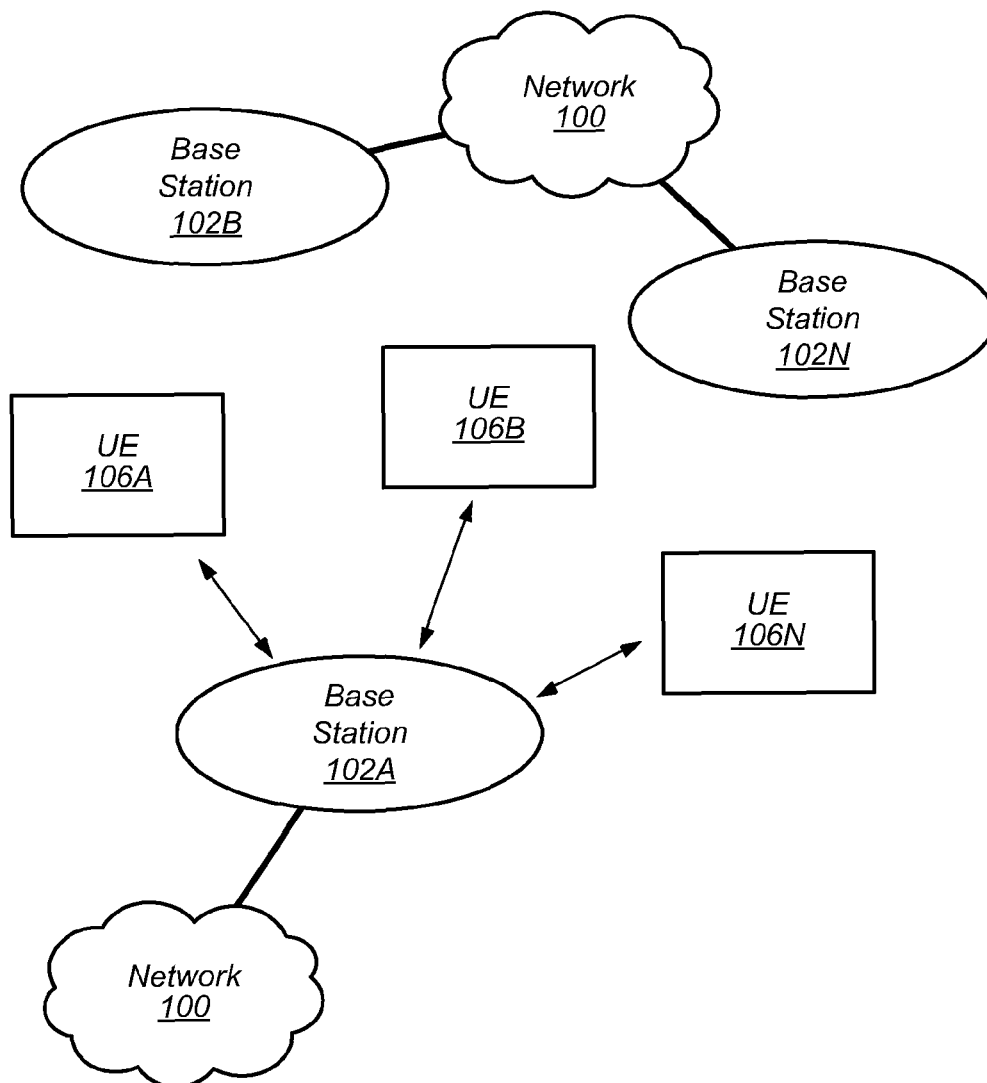 Network
100
Base
Station
102B
Base
Station
102N
UE
106B
UE
106A
UE
106N
Base
Station
102A
Network
100